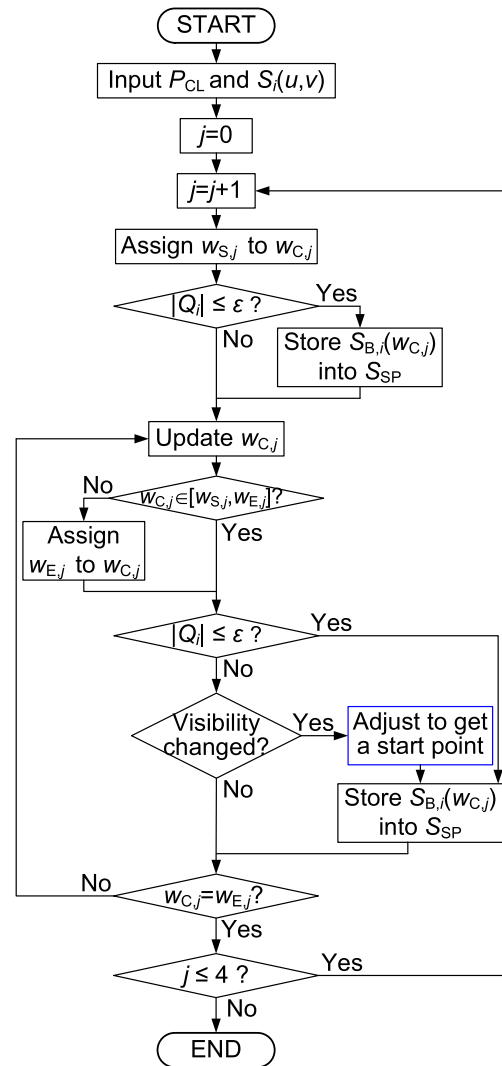 START
Input P_CL and S_i(u,v)
j=0
j=j+1
Assign w_S,j to w_C,j
|Q_i| ≤ ε ?
Yes
No
Store S_B,i(w_C,j)
into S_SP
Update w_C,j
w_C,j∈[w_S,j,w_E,j]?
No
Yes
Assign
w_E,j to w_C,j
|Q_i| ≤ ε ?
Yes
No
Visibility
changed?
Yes
No
Adjust to get
a start point
Store S_B,i(w_C,j)
into S_SP
w_C,j=w_E,j?
No
Yes
j ≤ 4 ?
Yes
No
END